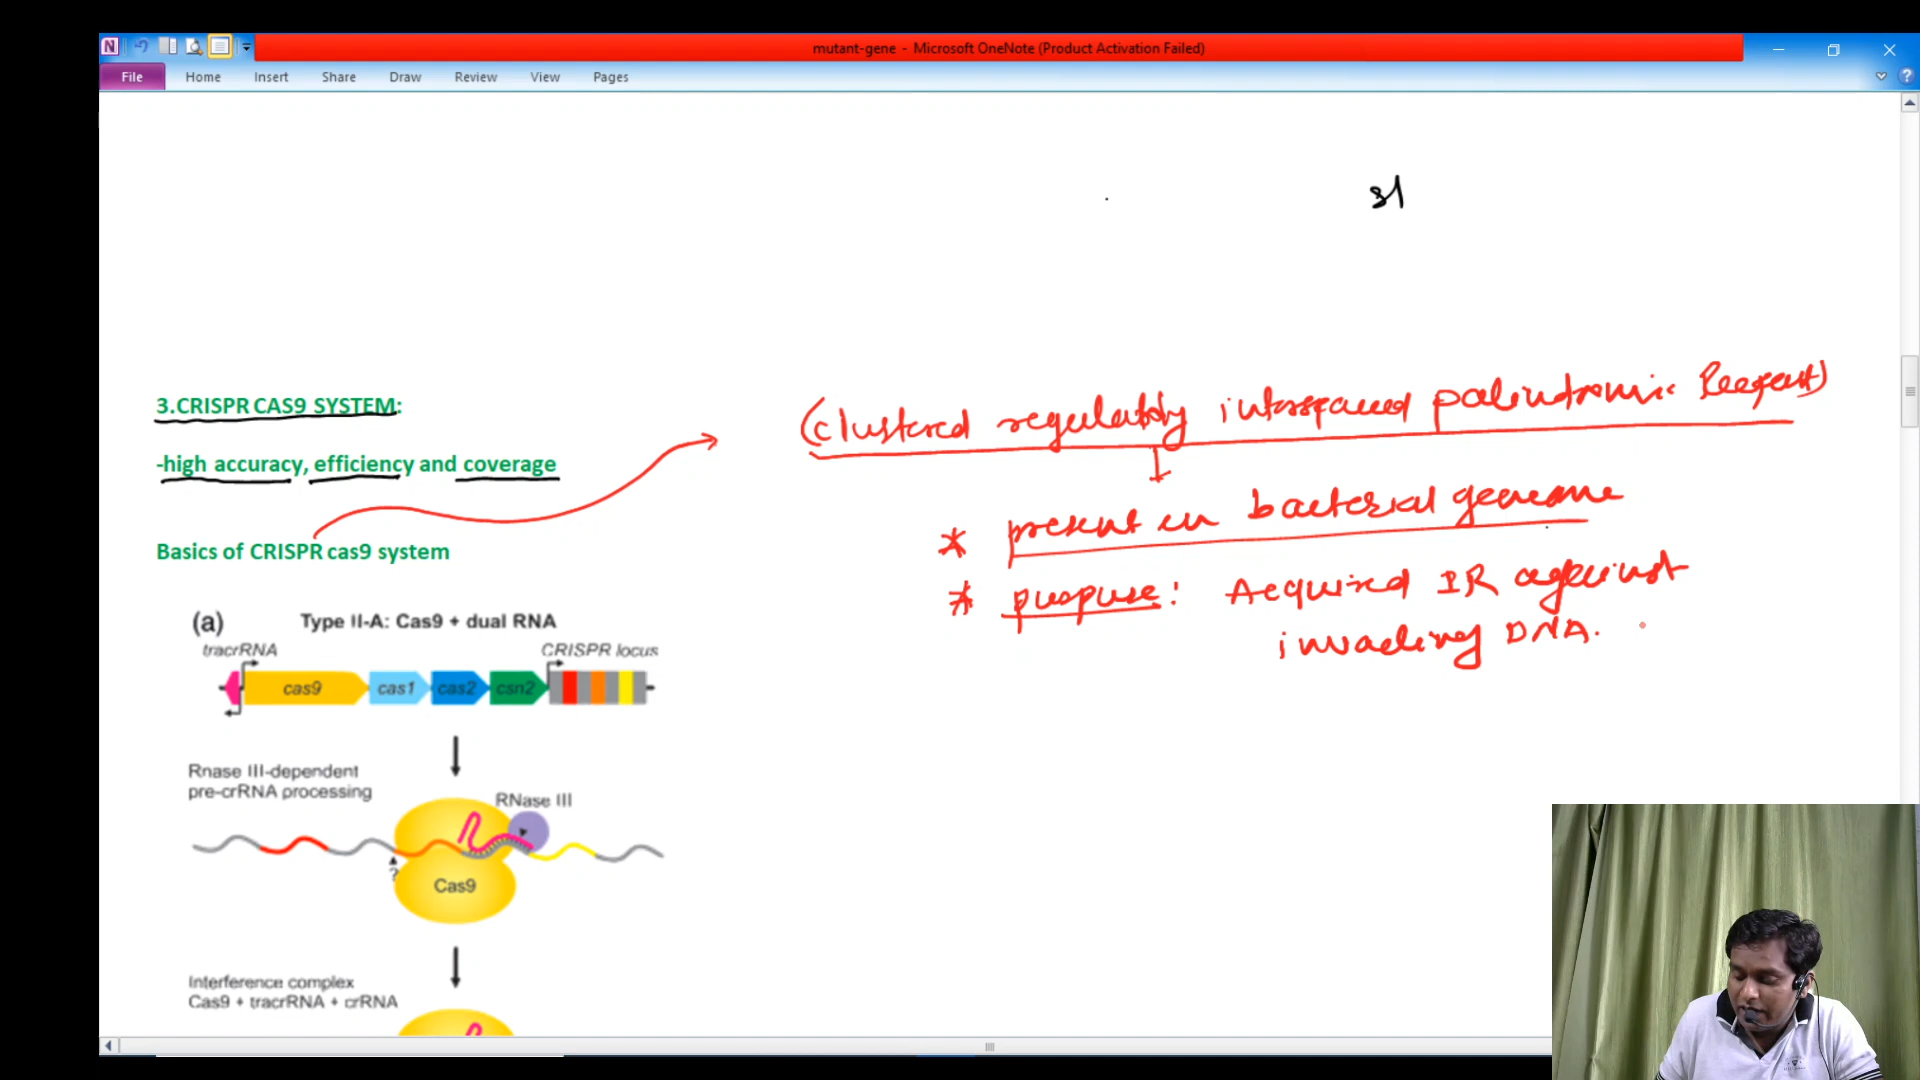 mutant-gene - Microsoft OneNote (Product Activation Failed)
File Home Insert Share Draw Review View Pages
3.CRISPR CAS9 SYSTEM:
(clustered regulatory interspaced palindromic Repeat)
-high accuracy, efficiency and coverage
* present in bacterial genome
Basics of CRISPR cas9 system
* purpuse: Acquired IR against
invading DNA.
(a) Type II-A: Cas9 + dual RNA
tracrRNA CRISPR locus
cas9 cas1 cas2 csn2
Rnase III-dependent
pre-crRNA processing
RNase III
?
Cas9
Interference complex
Cas9 + tracrRNA + crRNA